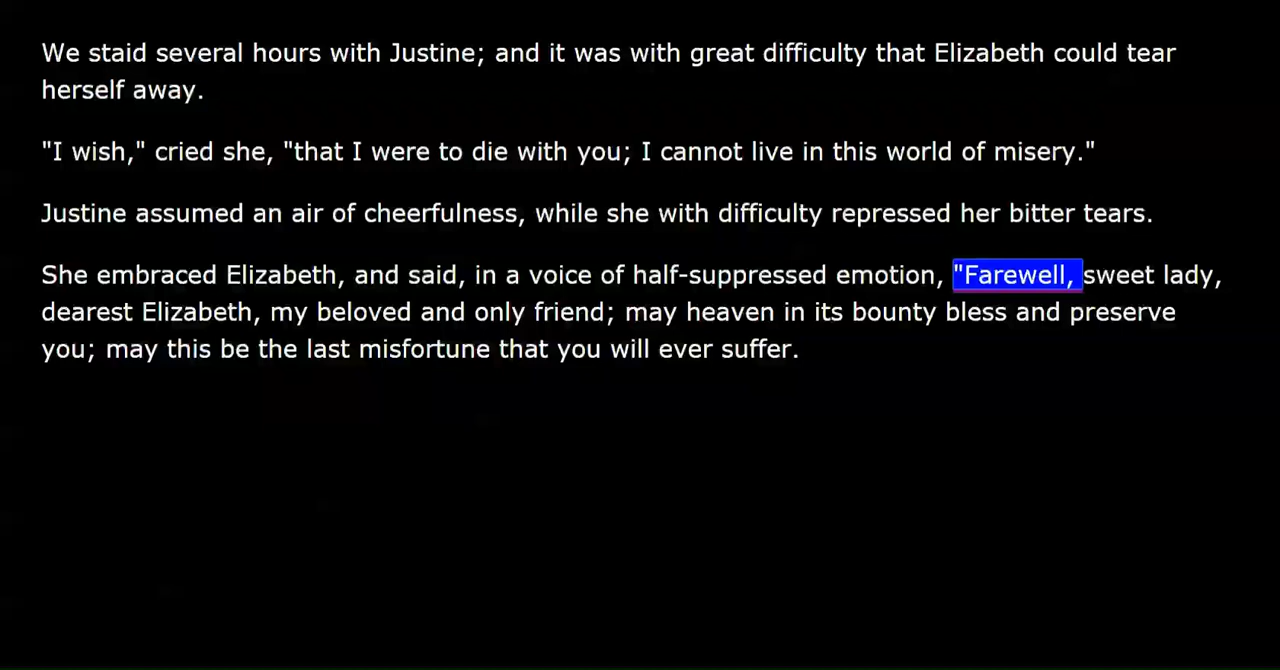 We staid several hours with Justine; and it was with great difficulty that Elizabeth could tear
herself away.
"I wish," cried she, "that I were to die with you; I cannot live in this world of misery."
Justine assumed an air of cheerfulness, while she with difficulty repressed her bitter tears.
She embraced Elizabeth, and said, in a voice of half-suppressed emotion, "Farewell, sweet lady,
dearest Elizabeth, my beloved and only friend; may heaven in its bounty bless and preserve
you; may this be the last misfortune that you will ever suffer.